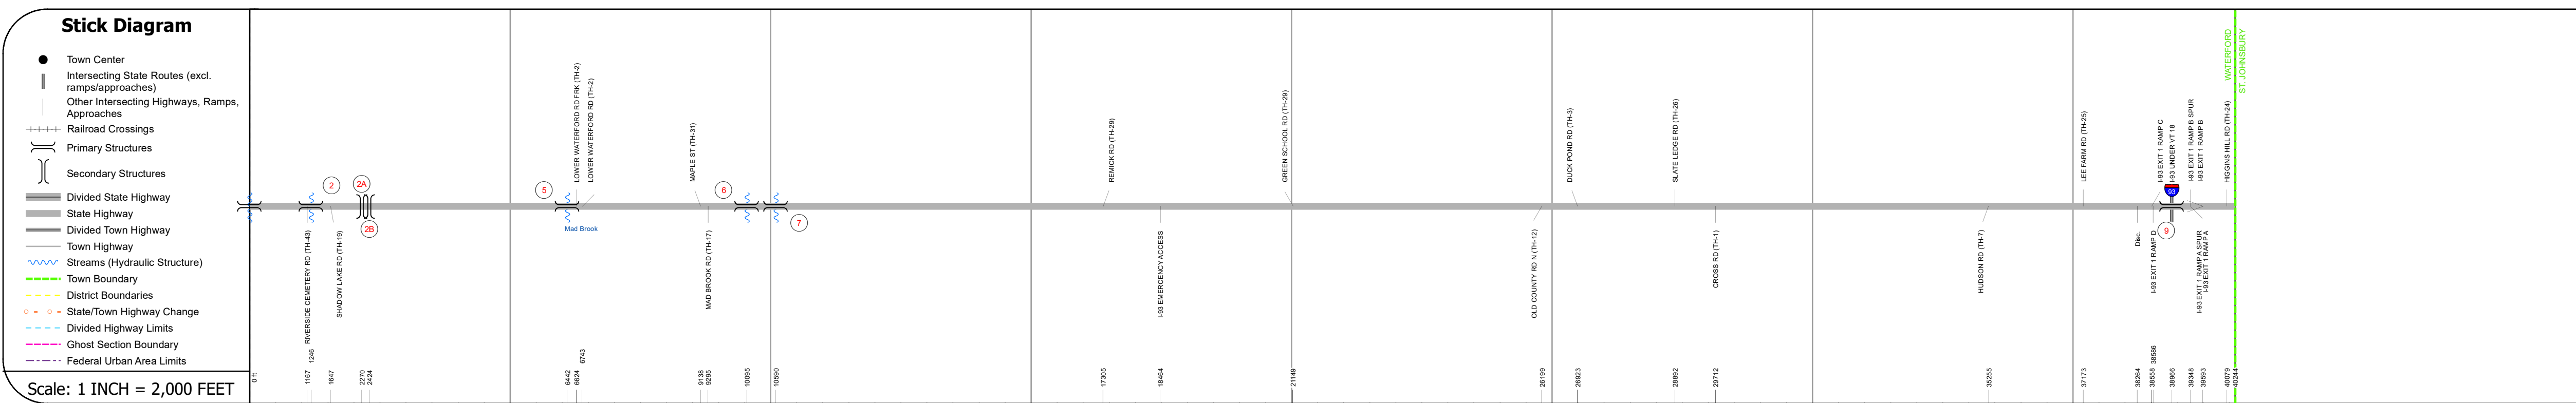 Stick Diagram
Town Center
Intersecting State Routes (excl.
ramps/approaches)
Other Intersecting Highways, Ramps,
Approaches
Railroad Crossings
Primary Structures
Secondary Structures
Divided State Highway
State Highway
Divided Town Highway
Town Highway
Streams (Hydraulic Structure)
Town Boundary
District Boundaries
State/Town Highway Change
Divided Highway Limits
Ghost Section Boundary
Federal Urban Area Limits
Scale: 1 INCH = 2,000 FEET
LOWER WATERFORD RD FRK (TH-2)
LOWER WATERFORD RD (TH-2)
MAPLE ST (TH-31)
REMICK RD (TH-29)
GREEN SCHOOL RD (TH-29)
DUCK POND RD (TH-3)
SLATE LEDGE RD (TH-26)
LEE FARM RD (TH-25)
I-93 EXIT 1 RAMP C
I-93 UNDER VT 18
I-93 EXIT 1 RAMP B SPUR
I-93 EXIT 1 RAMP B
HIGGINS HILL RD (TH-24)
WATERFORD
ST. JOHNSBURY
2
2A
2B
5
6
7
93
9
Mad Brook
RIVERSIDE CEMETERY RD (TH-43)
SHADOW LAKE RD (TH-19)
MAD BROOK RD (TH-17)
I-93 EMERCENCY ACCESS
OLD COUNTY RD N (TH-12)
CROSS RD (TH-1)
HUDSON RD (TH-7)
Disc.
I-93 EXIT 1 RAMP D
I-93 EXIT 1 RAMP A SPUR
I-93 EXIT 1 RAMP A
0 ft
1167
1246
1647
2270
2424
6442
6624
6743
9138
9295
10095
10590
17305
18464
21149
26199
26923
28892
29712
35255
37173
38264
38558
38586
38966
39348
39593
40079
40244